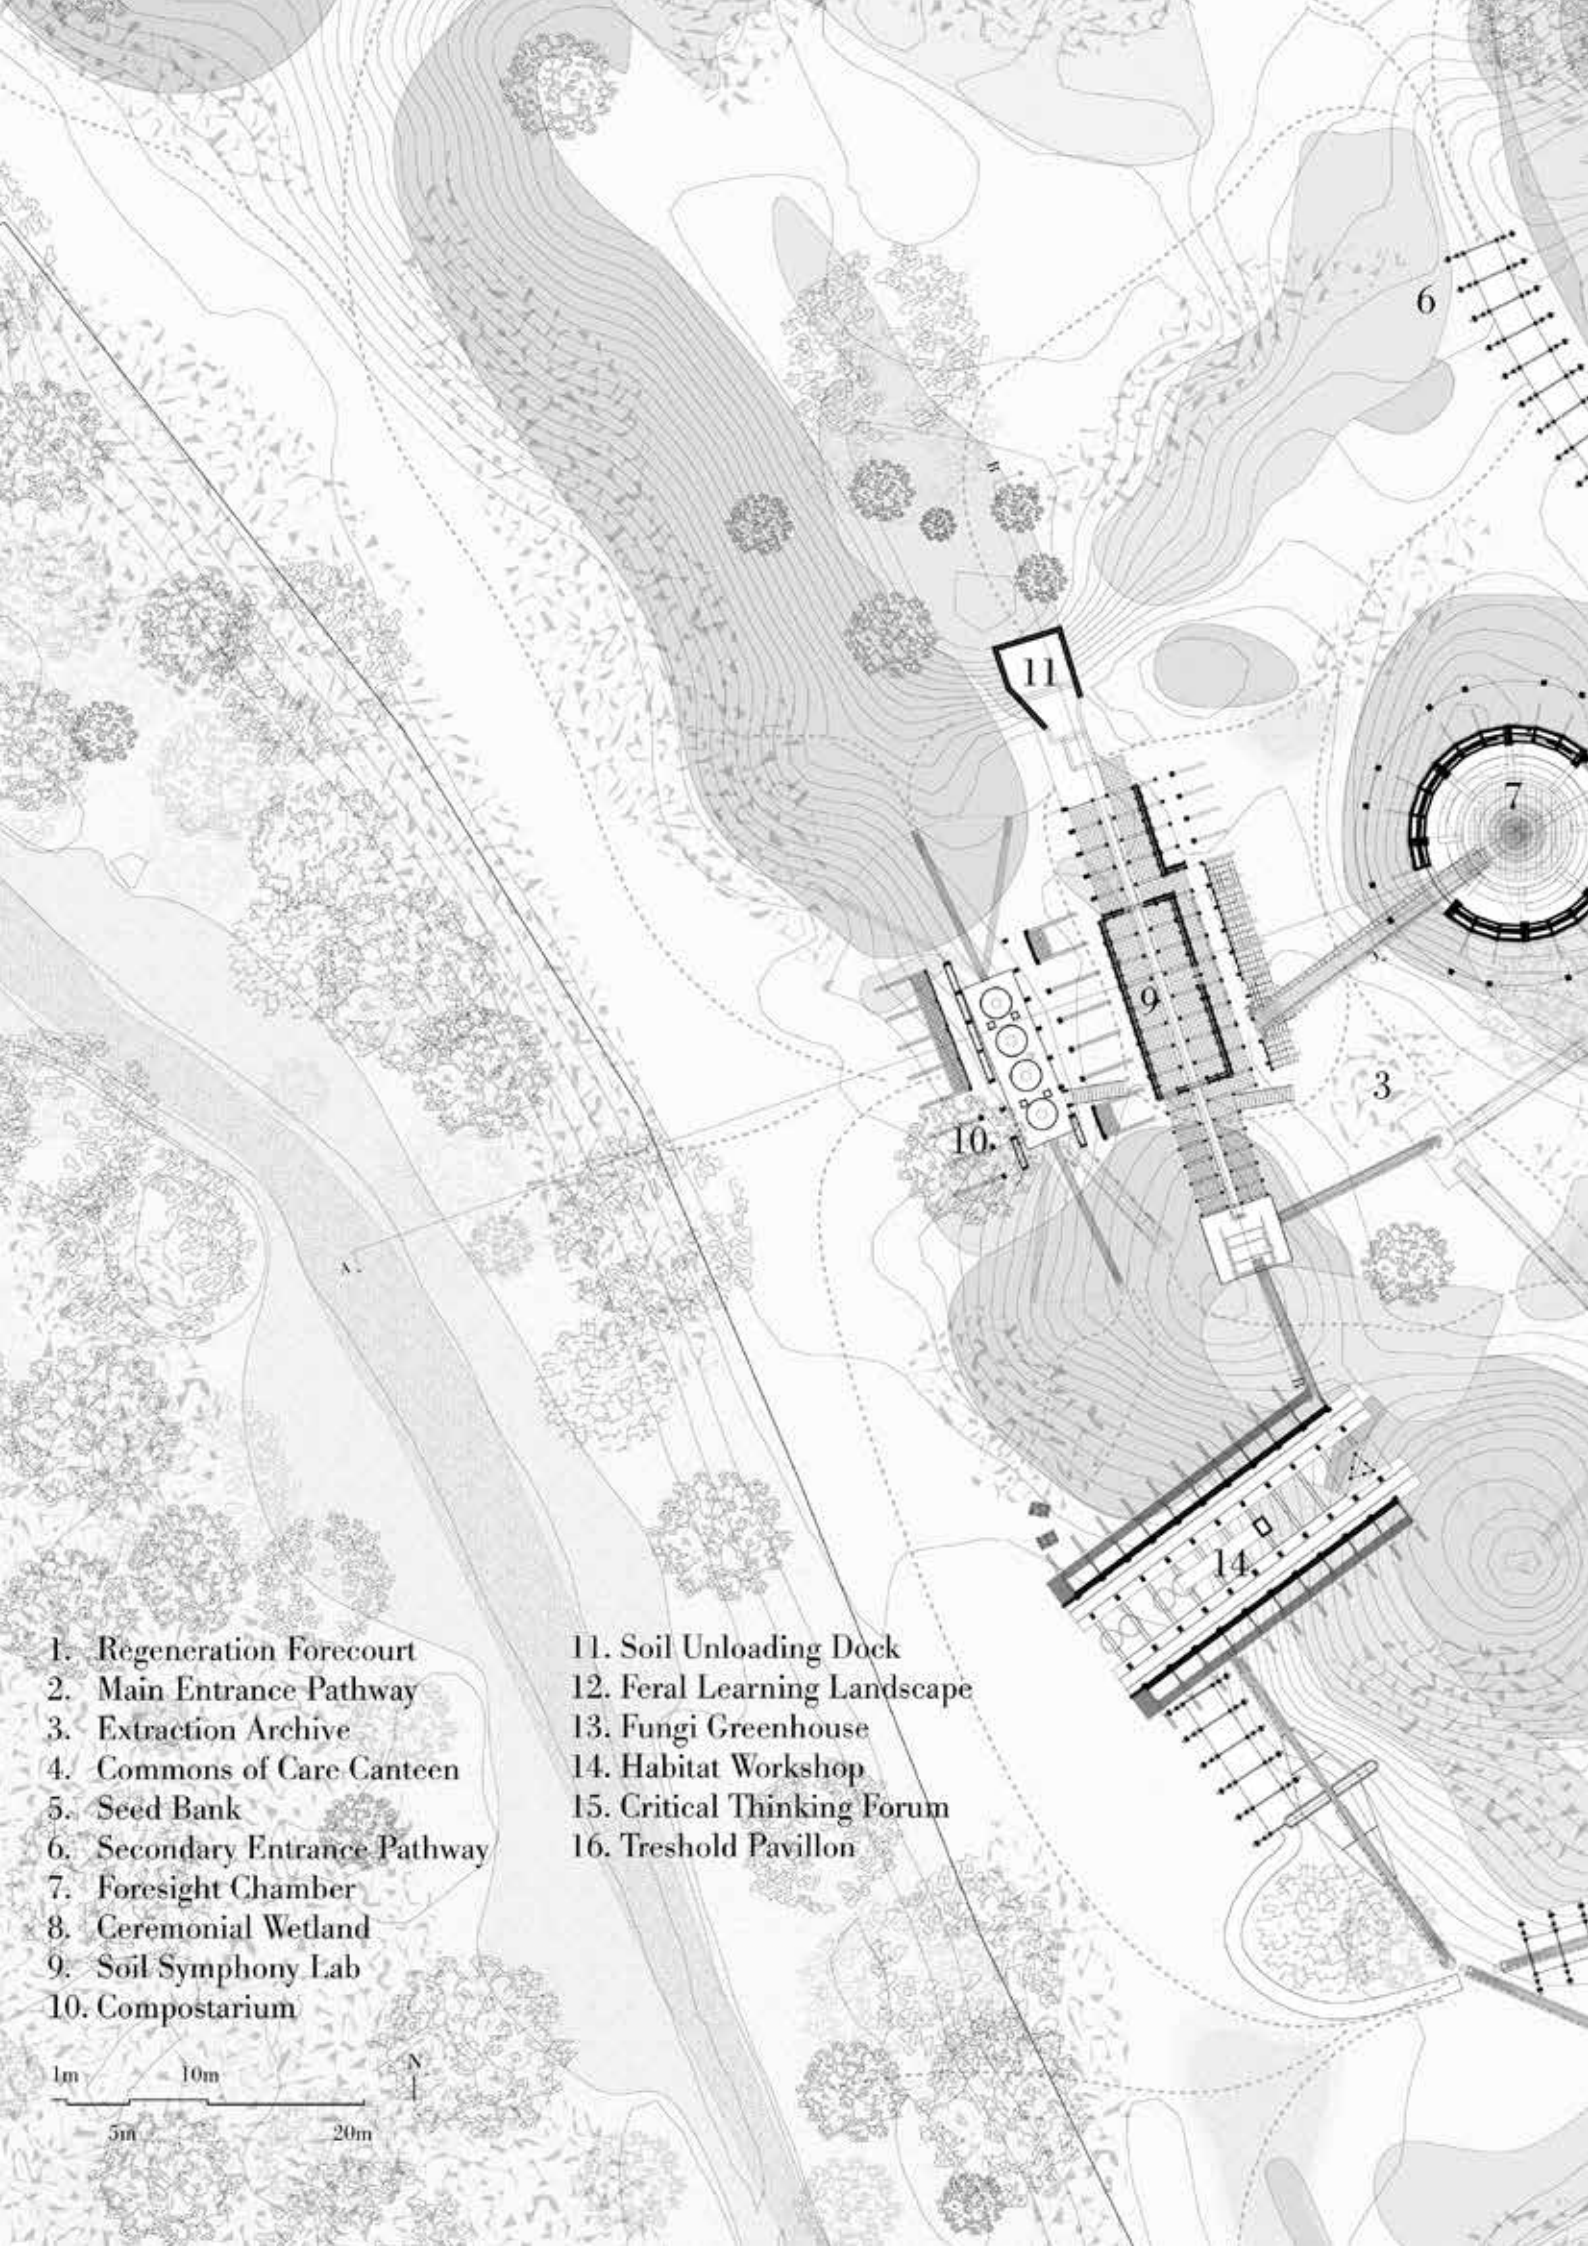 6
11
7
9
3
10.
14
1. Regeneration Forecourt
2. Main Entrance Pathway
3. Extraction Archive
4. Commons of Care Canteen
5. Seed Bank
6. Secondary Entrance Pathway
7. Foresight Chamber
8. Ceremonial Wetland
9. Soil Symphony Lab
10. Compostarium
11. Soil Unloading Dock
12. Feral Learning Landscape
13. Fungi Greenhouse
14. Habitat Workshop
15. Critical Thinking Forum
16. Treshold Pavillon
1m 10m
5m 20m
N